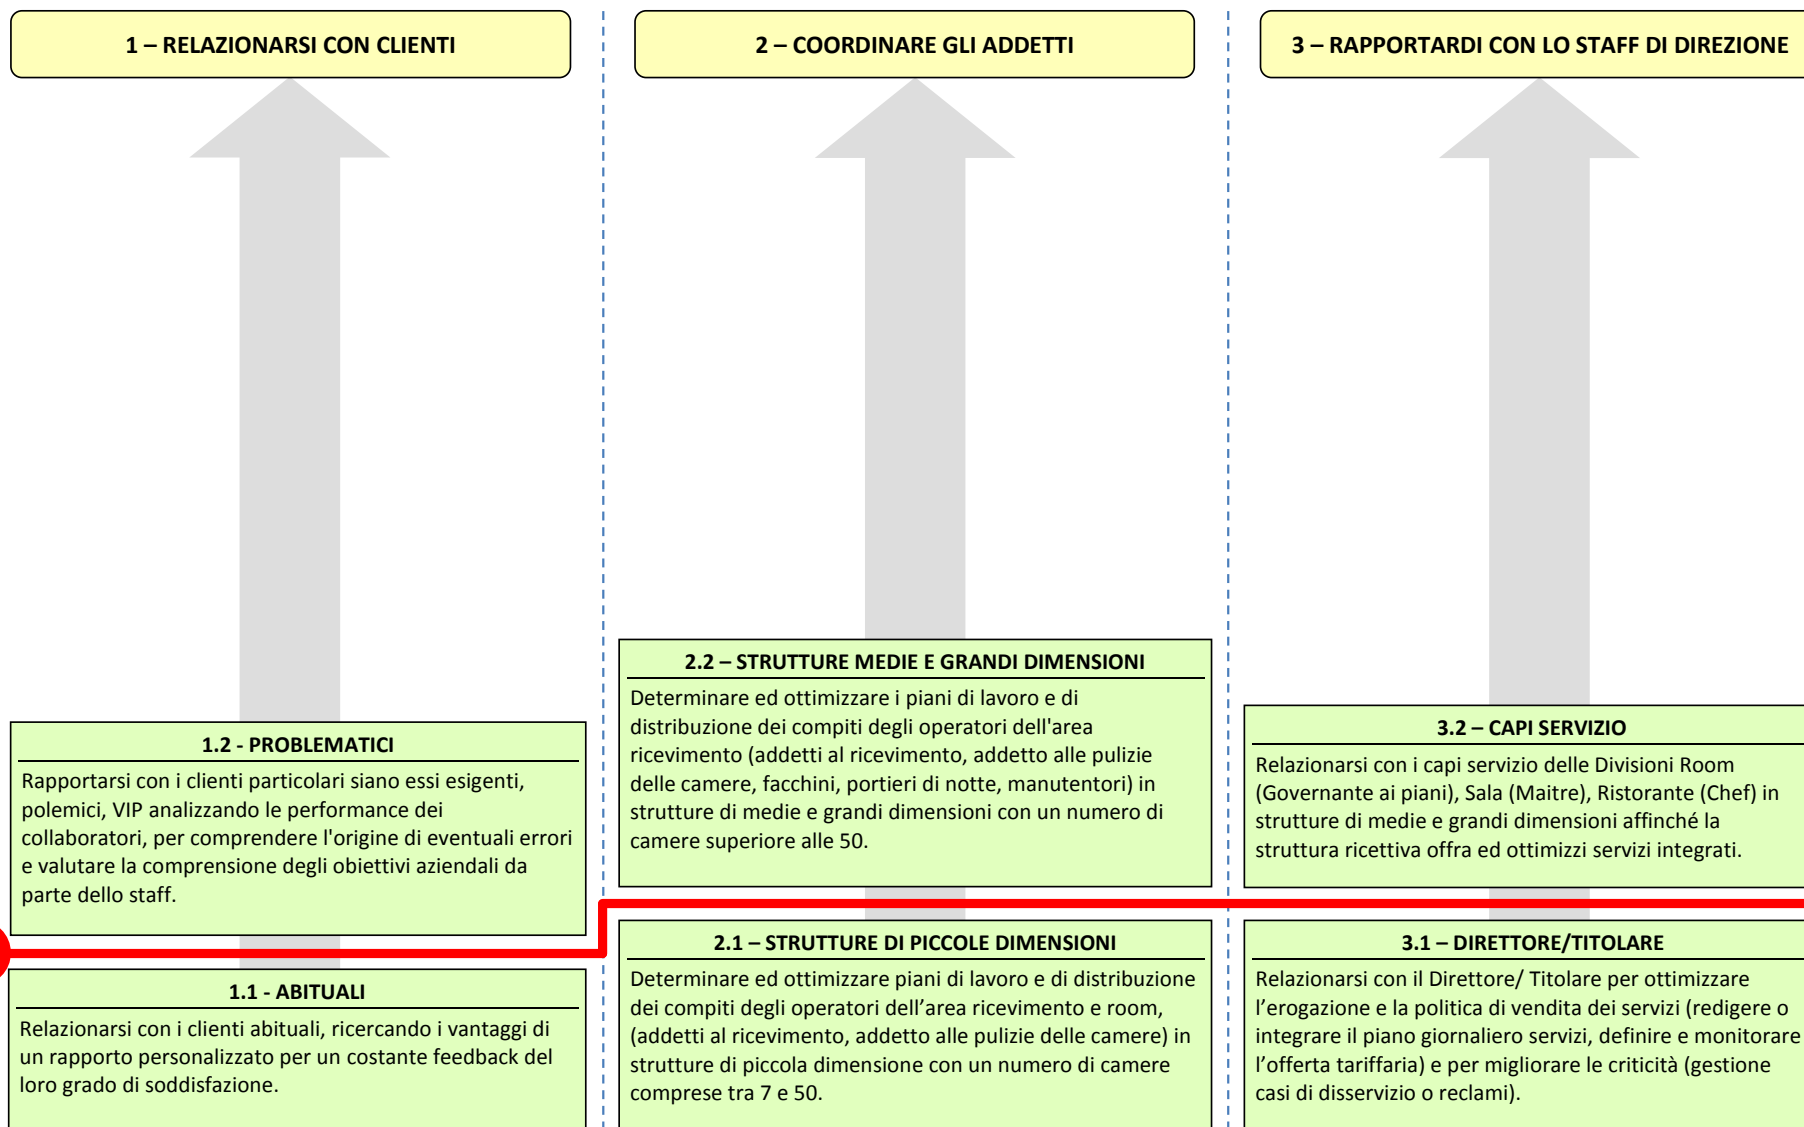 1 – RELAZIONARSI CON CLIENTI
2 – COORDINARE GLI ADDETTI
3 – RAPPORTARDI CON LO STAFF DI DIREZIONE
1.2 - PROBLEMATICI
Rapportarsi con i clienti particolari siano essi esigenti,
polemici, VIP analizzando le performance dei
collaboratori, per comprendere l'origine di eventuali errori
e valutare la comprensione degli obiettivi aziendali da
parte dello staff.
1.1 - ABITUALI
Relazionarsi con i clienti abituali, ricercando i vantaggi di
un rapporto personalizzato per un costante feedback del
loro grado di soddisfazione.
2.2 – STRUTTURE MEDIE E GRANDI DIMENSIONI
Determinare ed ottimizzare i piani di lavoro e di
distribuzione dei compiti degli operatori dell'area
ricevimento (addetti al ricevimento, addetto alle pulizie
delle camere, facchini, portieri di notte, manutentori) in
strutture di medie e grandi dimensioni con un numero di
camere superiore alle 50.
2.1 – STRUTTURE DI PICCOLE DIMENSIONI
Determinare ed ottimizzare piani di lavoro e di distribuzione
dei compiti degli operatori dell’area ricevimento e room,
(addetti al ricevimento, addetto alle pulizie delle camere) in
strutture di piccola dimensione con un numero di camere
comprese tra 7 e 50.
3.2 – CAPI SERVIZIO
Relazionarsi con i capi servizio delle Divisioni Room
(Governante ai piani), Sala (Maitre), Ristorante (Chef) in
strutture di medie e grandi dimensioni affinché la
struttura ricettiva offra ed ottimizzi servizi integrati.
3.1 – DIRETTORE/TITOLARE
Relazionarsi con il Direttore/ Titolare per ottimizzare
l’erogazione e la politica di vendita dei servizi (redigere o
integrare il piano giornaliero servizi, definire e monitorare
l’offerta tariffaria) e per migliorare le criticità (gestione
casi di disservizio o reclami).